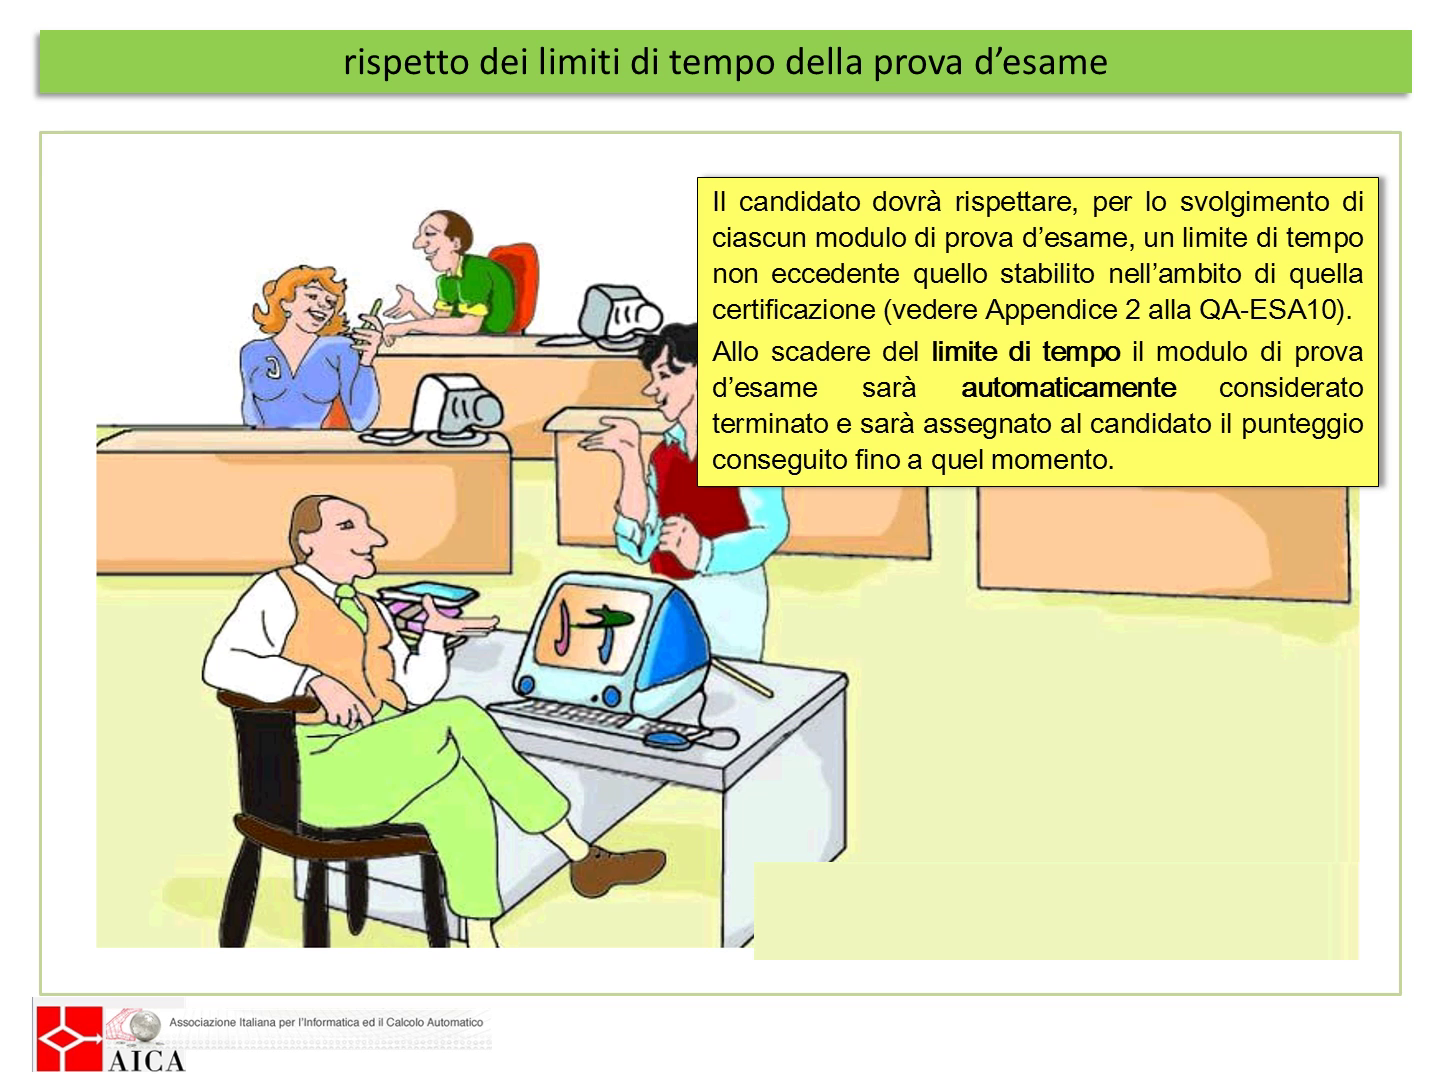 rispetto dei limiti di tempo della prova d’esame
Il candidato dovrà rispettare, per lo svolgimento di
ciascun modulo di prova d’esame, un limite di tempo
non eccedente quello stabilito nell’ambito di quella
certificazione (vedere Appendice 2 alla QA-ESA10).
Allo scadere del limite di tempo il modulo di prova
d’esame sarà automaticamente considerato
terminato e sarà assegnato al candidato il punteggio
conseguito fino a quel momento.
Associazione Italiana per l’Informatica ed il Calcolo Automatico
AICA